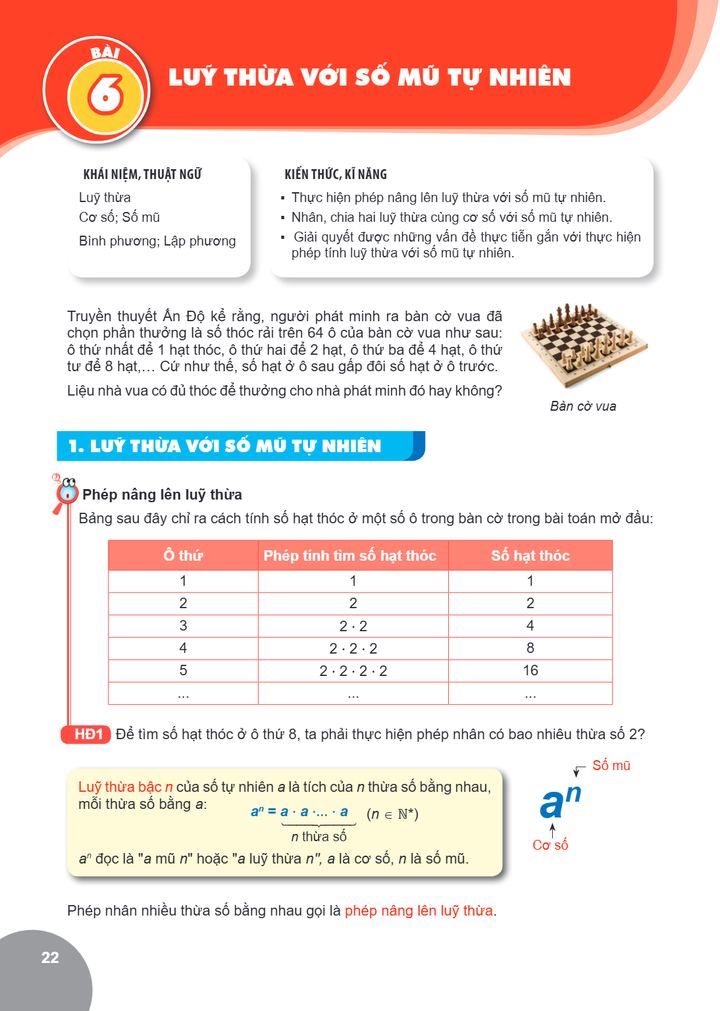 BÀI
6
LUỸ THỪA VỚI SỐ MŨ TỰ NHIÊN
KHÁI NIỆM, THUẬT NGỮ
Luỹ thừa
Cơ số; Số mũ
Bình phương; Lập phương
KIẾN THỨC, KĨ NĂNG
▪ Thực hiện phép nâng lên luỹ thừa với số mũ tự nhiên.
▪ Nhân, chia hai luỹ thừa cùng cơ số với số mũ tự nhiên.
▪ Giải quyết được những vấn đề thực tiễn gắn với thực hiện
phép tính luỹ thừa với số mũ tự nhiên.
Truyền thuyết Ấn Độ kể rằng, người phát minh ra bàn cờ vua đã
chọn phần thưởng là số thóc rải trên 64 ô của bàn cờ vua như sau:
ô thứ nhất để 1 hạt thóc, ô thứ hai để 2 hạt, ô thứ ba để 4 hạt, ô thứ
tư để 8 hạt,… Cứ như thế, số hạt ở ô sau gấp đôi số hạt ở ô trước.
Liệu nhà vua có đủ thóc để thưởng cho nhà phát minh đó hay không?
Bàn cờ vua
1. LUỸ THỪA VỚI SỐ MŨ TỰ NHIÊN
Phép nâng lên luỹ thừa
Bảng sau đây chỉ ra cách tính số hạt thóc ở một số ô trong bàn cờ trong bài toán mở đầu:
Ô thứ Phép tính tìm số hạt thóc Số hạt thóc
1 1 1
2 2 2
3 2 · 2 4
4 2 · 2 · 2 8
5 2 · 2 · 2 · 2 16
... ... ...
HĐ1 Để tìm số hạt thóc ở ô thứ 8, ta phải thực hiện phép nhân có bao nhiêu thừa số 2?
Luỹ thừa bậc n của số tự nhiên a là tích của n thừa số bằng nhau,
mỗi thừa số bằng a:
aⁿ = a · a ·... · a (n ∈ ℕ*)
n thừa số
aⁿ đọc là "a mũ n" hoặc "a luỹ thừa n", a là cơ số, n là số mũ.
Số mũ
aⁿ
Cơ số
Phép nhân nhiều thừa số bằng nhau gọi là phép nâng lên luỹ thừa.
22